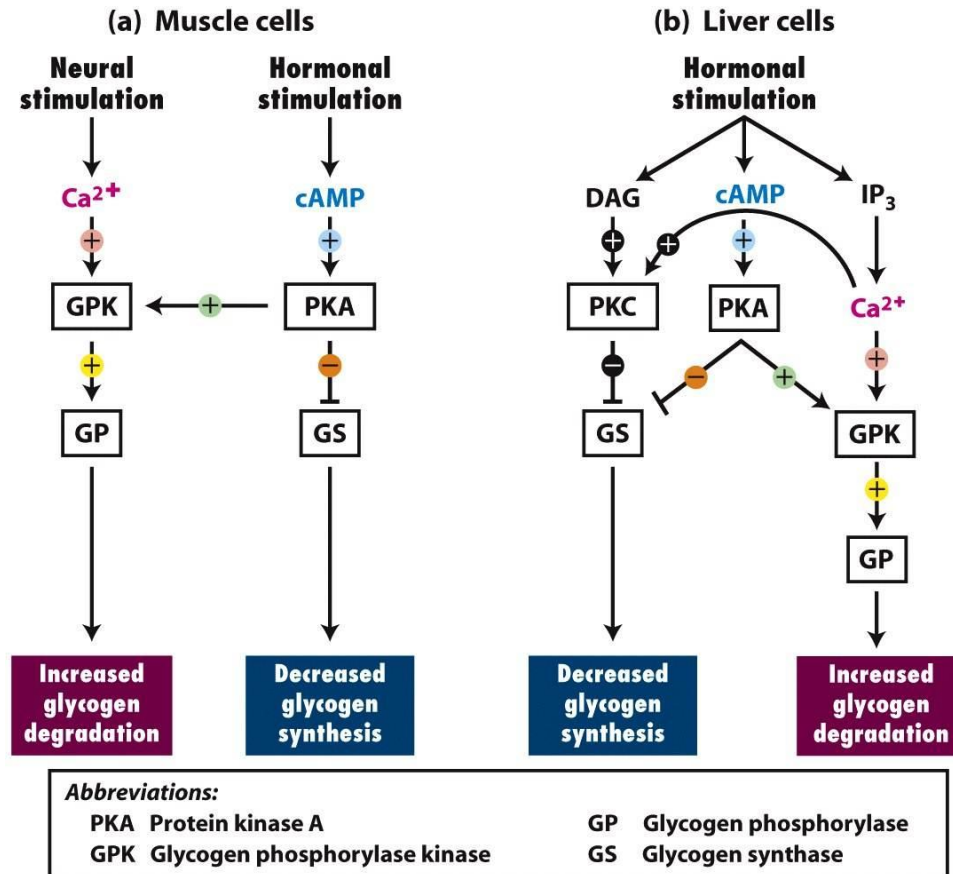 (a) Muscle cells
Neural
stimulation
Hormonal
stimulation
Ca²⁺
cAMP
+
+
GPK
+
PKA
+
−
GP
GS
Increased
glycogen
degradation
Decreased
glycogen
synthesis
(b) Liver cells
Hormonal
stimulation
DAG
cAMP
IP₃
+
+
+
PKC
PKA
Ca²⁺
−
−
+
+
GS
GPK
+
GP
Decreased
glycogen
synthesis
Increased
glycogen
degradation
Abbreviations:
PKA Protein kinase A
GPK Glycogen phosphorylase kinase
GP Glycogen phosphorylase
GS Glycogen synthase